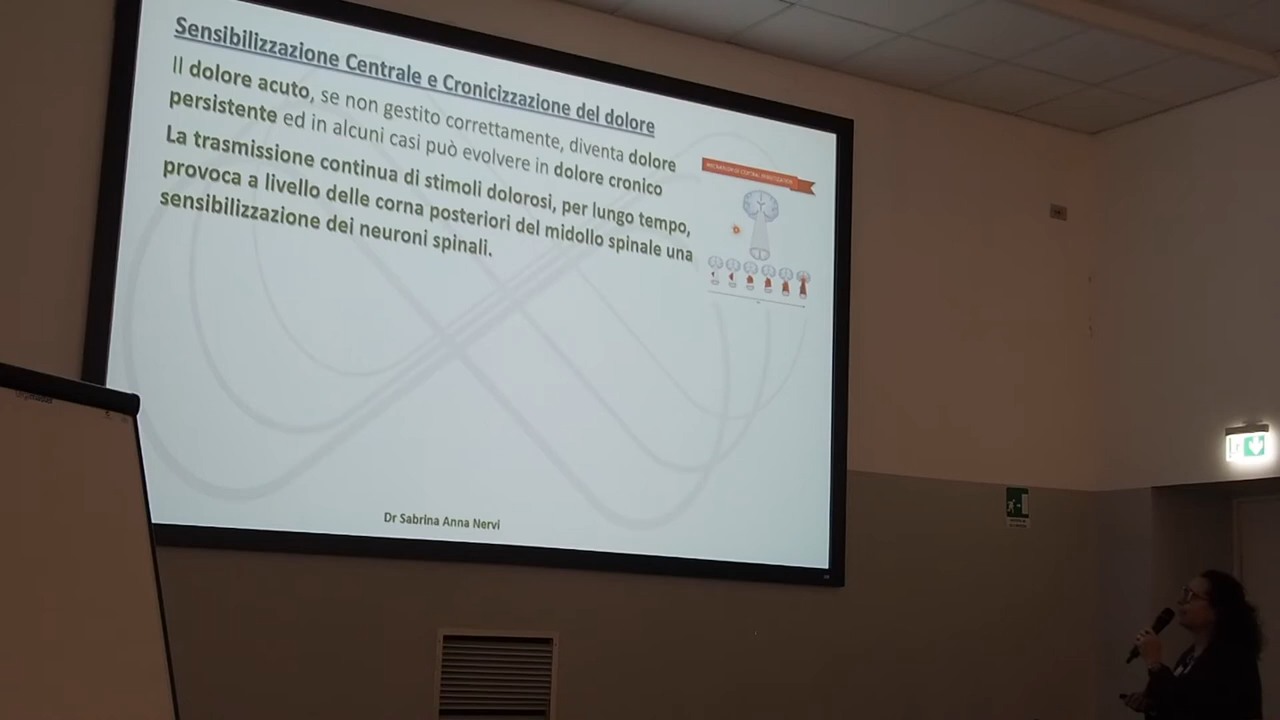 Sensibilizzazione Centrale e Cronicizzazione del dolore
Il dolore acuto, se non gestito correttamente, diventa dolore
persistente ed in alcuni casi può evolvere in dolore cronico
La trasmissione continua di stimoli dolorosi, per lungo tempo,
provoca a livello delle corna posteriori del midollo spinale una
sensibilizzazione dei neuroni spinali.
Dr Sabrina Anna Nervi